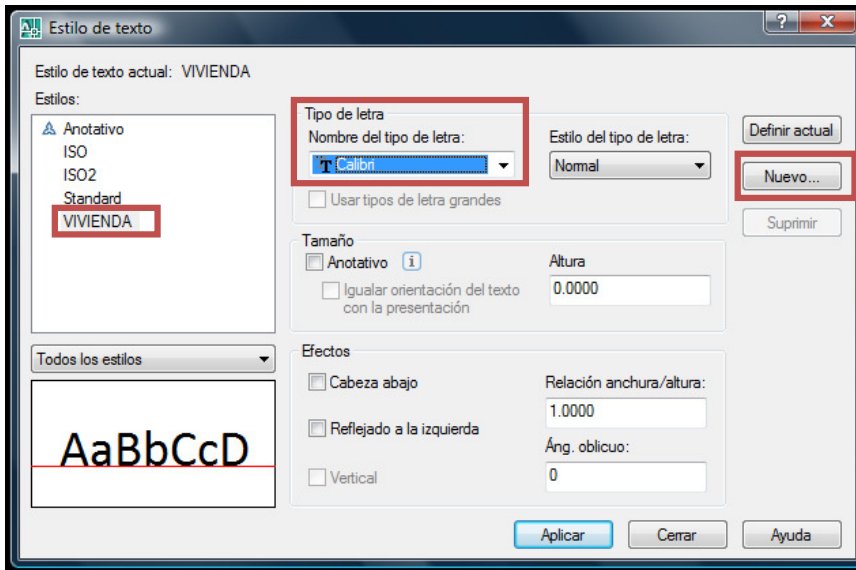 Estilo de texto
Estilo de texto actual: VIVIENDA
Estilos:
Anotativo
ISO
ISO2
Standard
VIVIENDA
Todos los estilos
AaBbCcD
Tipo de letra
Nombre del tipo de letra:
Calibri
Usar tipos de letra grandes
Estilo del tipo de letra:
Normal
Tamaño
Anotativo
Igualar orientación del texto
con la presentación
Altura
0.0000
Efectos
Cabeza abajo
Reflejado a la izquierda
Vertical
Relación anchura/altura:
1.0000
Áng. oblicuo:
0
Definir actual
Nuevo...
Suprimir
Aplicar
Cerrar
Ayuda